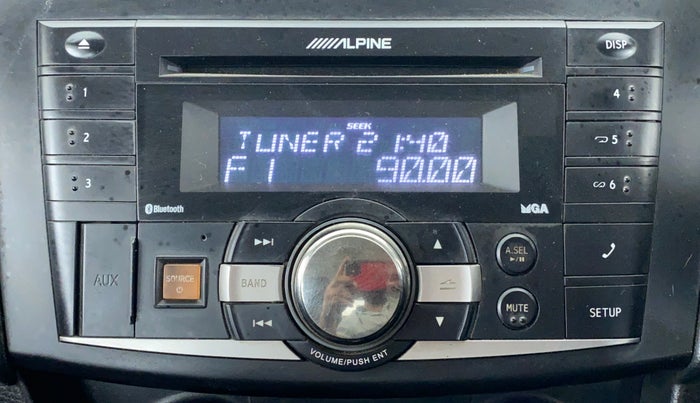 ALPINE
DISP
1
2
3
4
5
6
SEEK
TUNER 2 1:40
F 1 90.00
Bluetooth
MGA
AUX
SOURCE
BAND
A.SEL
MUTE
SETUP
VOLUME/PUSH ENT